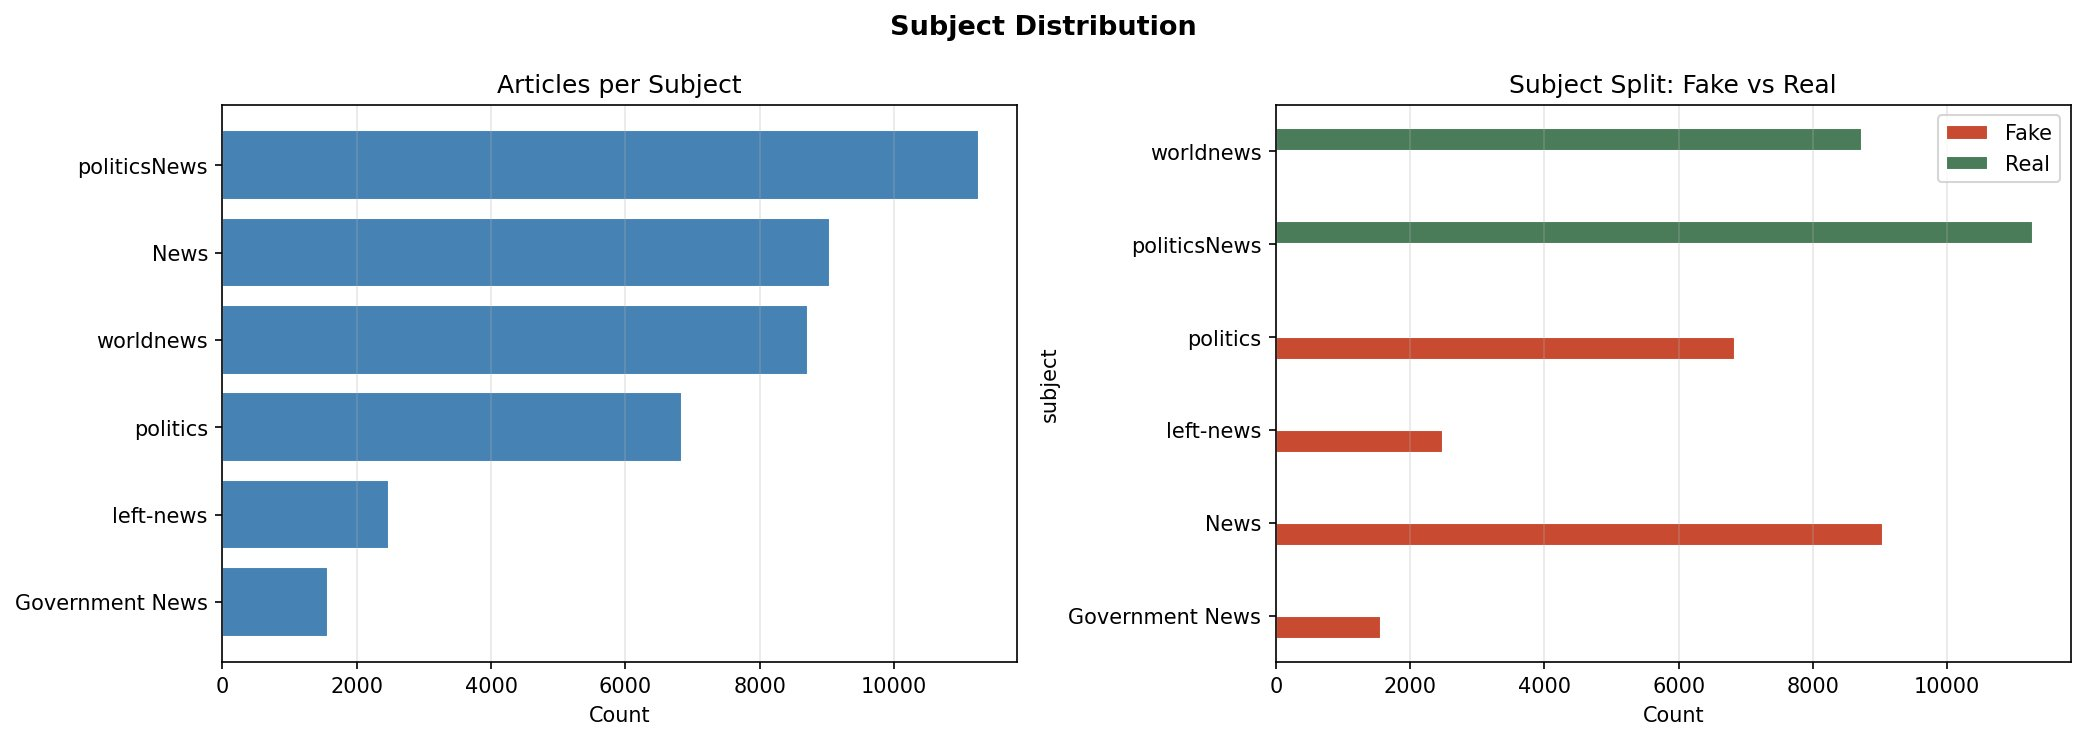 Subject Distribution
Articles per Subject
politicsNews
News
worldnews
politics
left-news
Government News
0 2000 4000 6000 8000 10000
Count
Subject Split: Fake vs Real
subject
worldnews
politicsNews
politics
left-news
News
Government News
Fake
Real
0 2000 4000 6000 8000 10000
Count